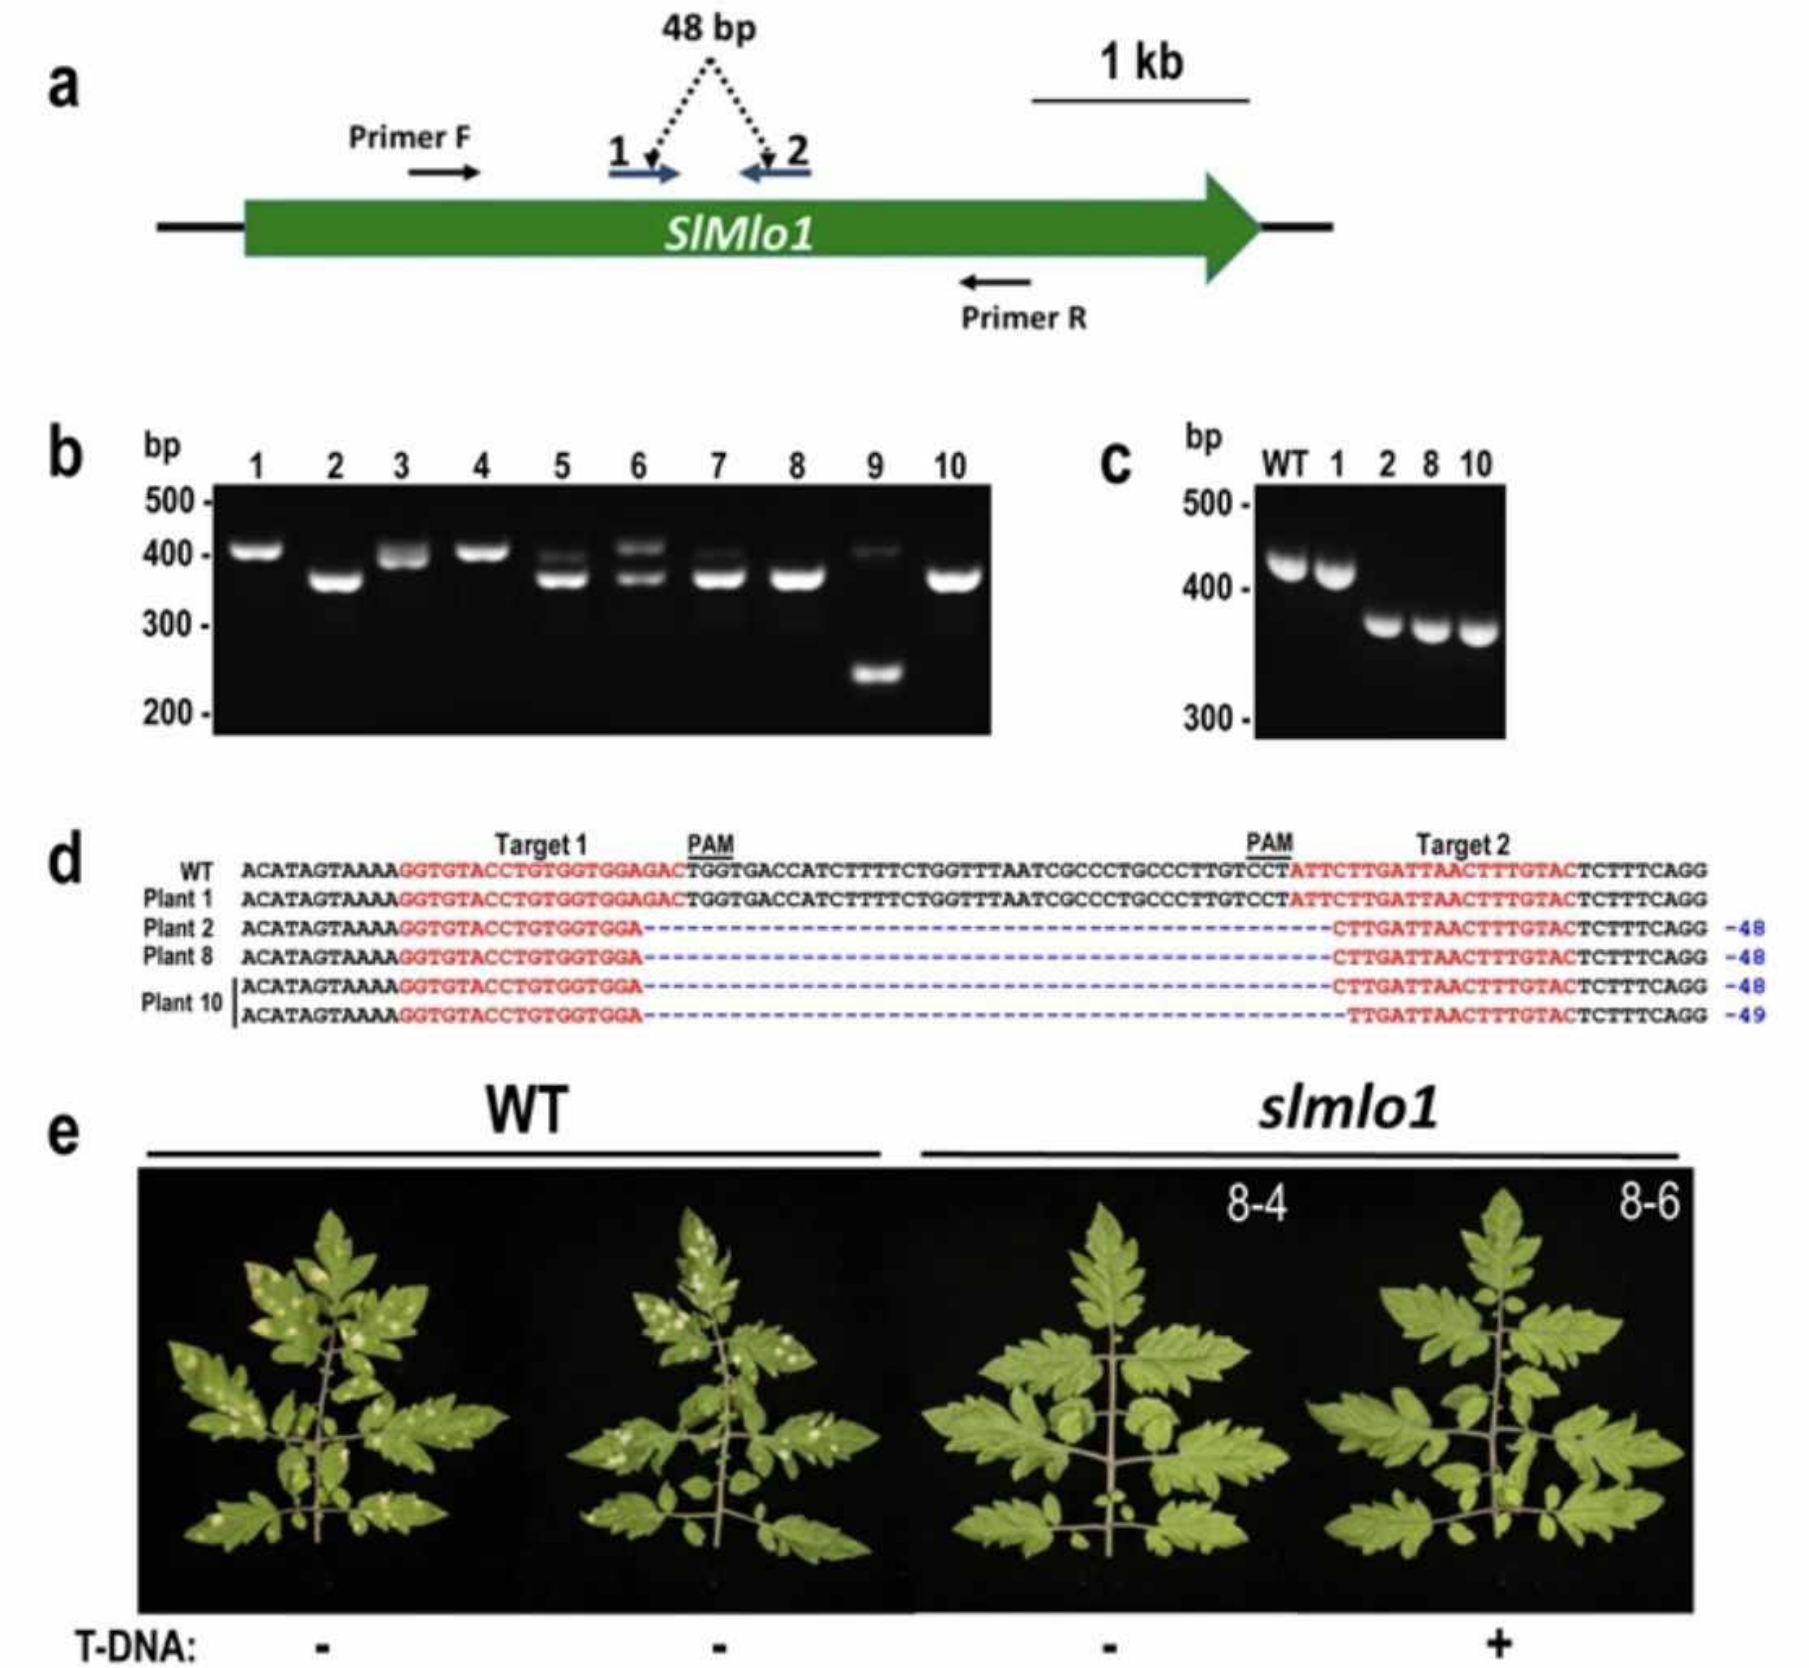 a
48 bp
1 kb
Primer F
1
2
SlMlo1
Primer R
b
bp
1 2 3 4 5 6 7 8 9 10
500 -
400 -
300 -
200 -
c
bp
WT 1 2 8 10
500 -
400 -
300 -
d
Target 1 PAM PAM Target 2
WT ACATAGTAAAAGGTGTACCTGTGGTGGAGACTGGTGACCATCTTTTCTGGTTTAATCGCCCTGCCCTTGTCCTATTCTTGATTAACTTTGTACTCTTTCAGG
Plant 1 ACATAGTAAAAGGTGTACCTGTGGTGGAGACTGGTGACCATCTTTTCTGGTTTAATCGCCCTGCCCTTGTCCTATTCTTGATTAACTTTGTACTCTTTCAGG
Plant 2 ACATAGTAAAAGGTGTACCTGTGGTGGA------------------------------------------------CTTGATTAACTTTGTACTCTTTCAGG -48
Plant 8 ACATAGTAAAAGGTGTACCTGTGGTGGA------------------------------------------------CTTGATTAACTTTGTACTCTTTCAGG -48
Plant 10 ACATAGTAAAAGGTGTACCTGTGGTGGA------------------------------------------------CTTGATTAACTTTGTACTCTTTCAGG -48
ACATAGTAAAAGGTGTACCTGTGGTGGA-------------------------------------------------TTGATTAACTTTGTACTCTTTCAGG -49
e
WT
slmlo1
8-4
8-6
T-DNA: - - - +